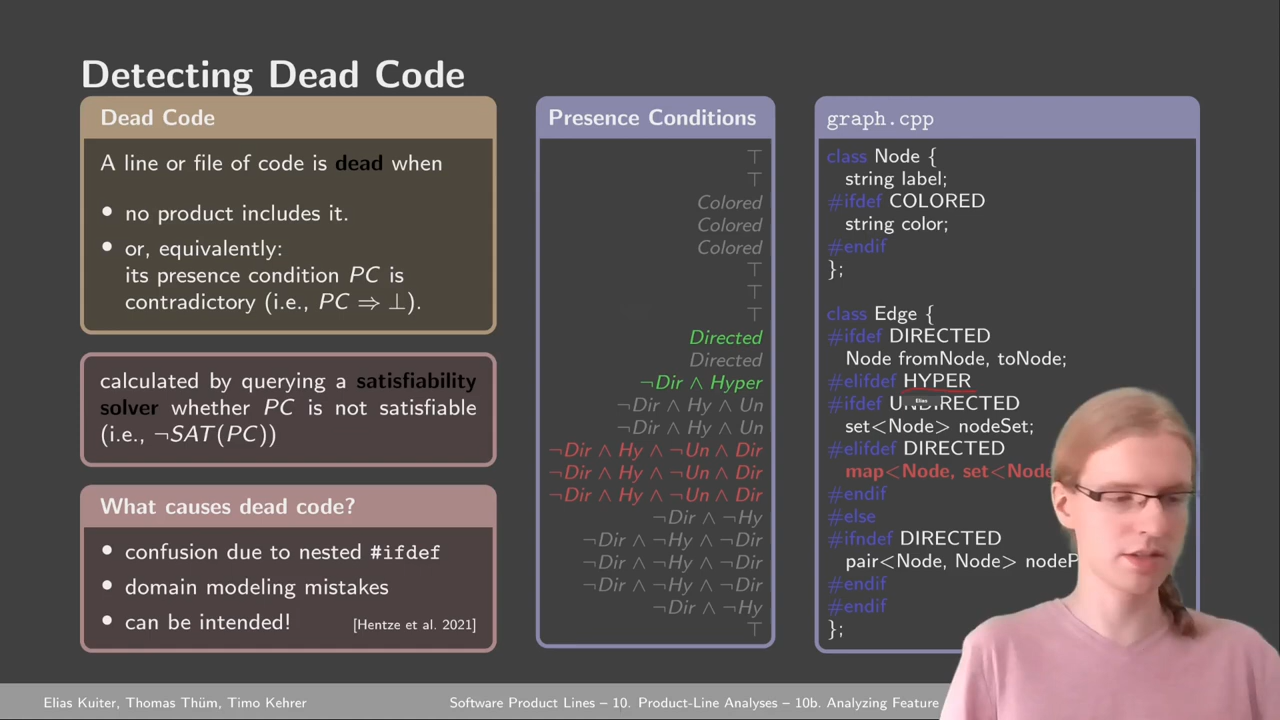 Detecting Dead Code
Dead Code
A line or file of code is dead when
• no product includes it.
• or, equivalently:
its presence condition PC is
contradictory (i.e., PC ⇒ ⊥).
calculated by querying a satisfiability
solver whether PC is not satisfiable
(i.e., ¬SAT(PC))
What causes dead code?
• confusion due to nested #ifdef
• domain modeling mistakes
• can be intended!
[Hentze et al. 2021]
Presence Conditions
⊤
⊤
Colored
Colored
Colored
⊤
⊤
⊤
Directed
Directed
¬Dir ∧ Hyper
¬Dir ∧ Hy ∧ Un
¬Dir ∧ Hy ∧ Un
¬Dir ∧ Hy ∧ ¬Un ∧ Dir
¬Dir ∧ Hy ∧ ¬Un ∧ Dir
¬Dir ∧ Hy ∧ ¬Un ∧ Dir
¬Dir ∧ ¬Hy
¬Dir ∧ ¬Hy ∧ ¬Dir
¬Dir ∧ ¬Hy ∧ ¬Dir
¬Dir ∧ ¬Hy ∧ ¬Dir
¬Dir ∧ ¬Hy
⊤
graph.cpp
class Node {
string label;
#ifdef COLORED
string color;
#endif
};
class Edge {
#ifdef DIRECTED
Node fromNode, toNode;
#elifdef HYPER
Elias
#ifdef UNDIRECTED
set<Node> nodeSet;
#elifdef DIRECTED
map<Node, set<Node
#endif
#else
#ifndef DIRECTED
pair<Node, Node> nodeP
#endif
#endif
};
Elias Kuiter, Thomas Thüm, Timo Kehrer
Software Product Lines – 10. Product-Line Analyses – 10b. Analyzing Feature